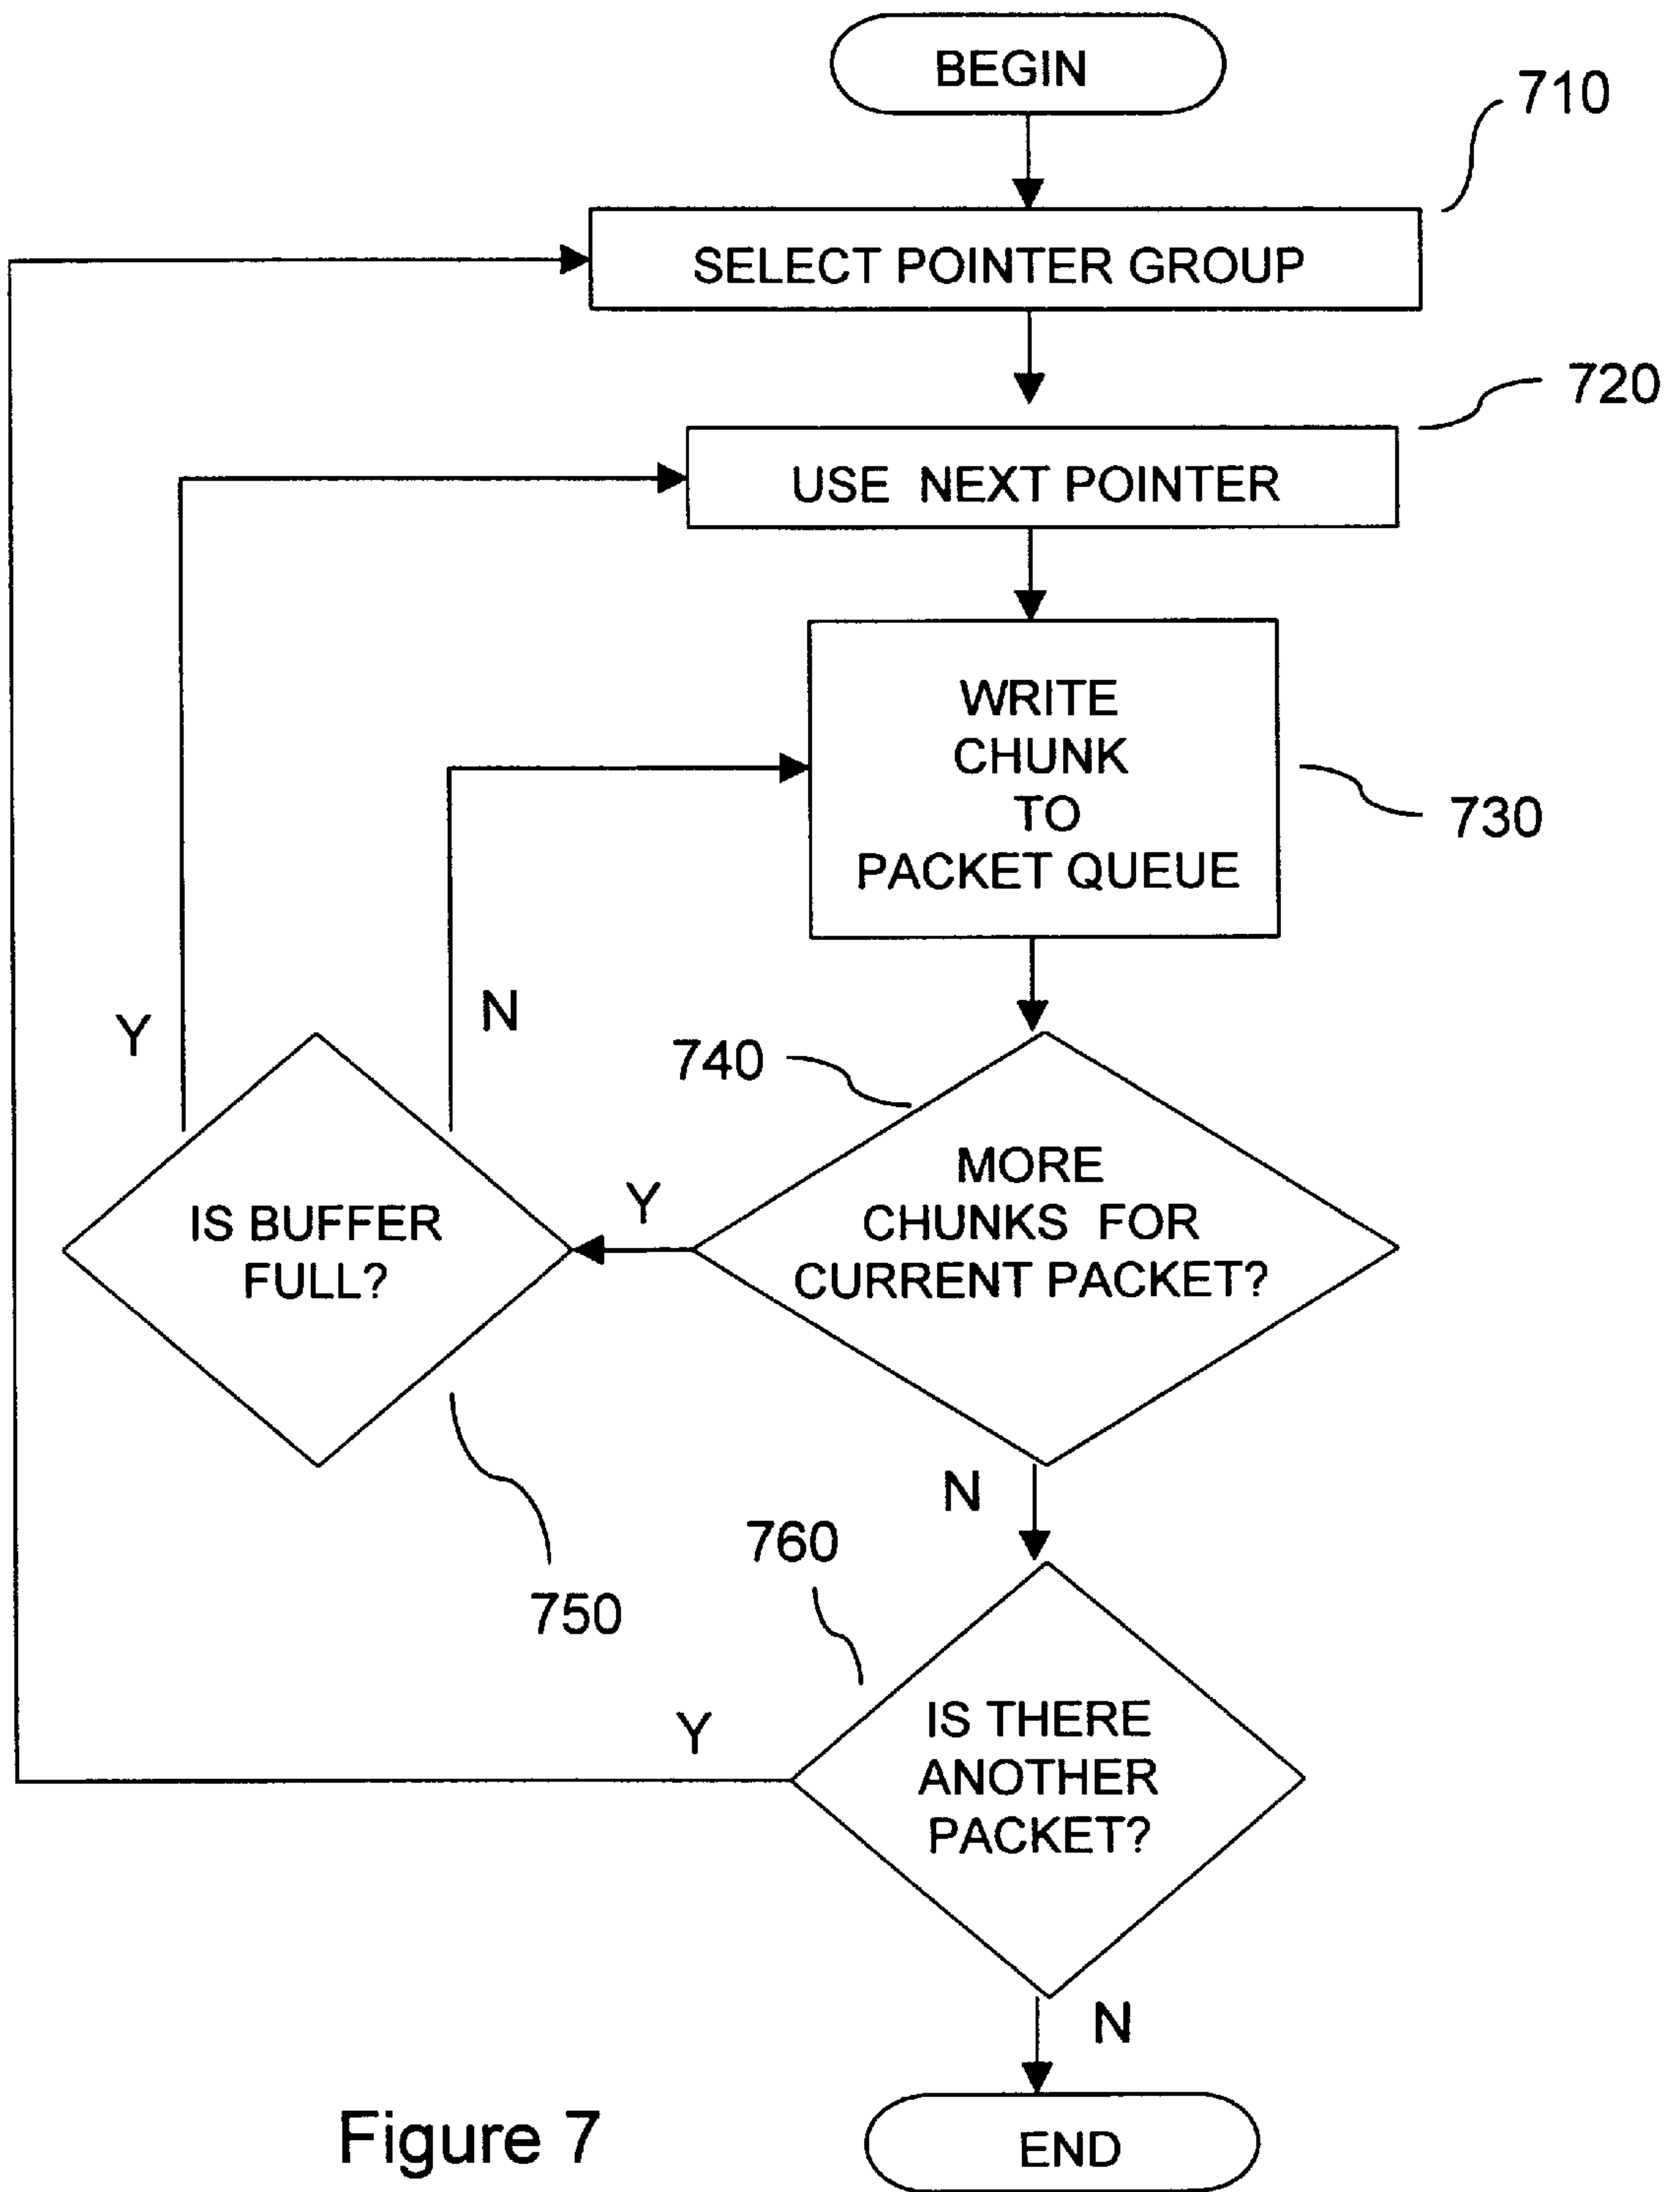 BEGIN
710
SELECT POINTER GROUP
720
USE NEXT POINTER
WRITE
CHUNK
TO
PACKET QUEUE
730
Y
N
740
MORE
CHUNKS FOR
CURRENT PACKET?
Y
IS BUFFER
FULL?
750
N
760
IS THERE
ANOTHER
PACKET?
Y
N
END
Figure 7